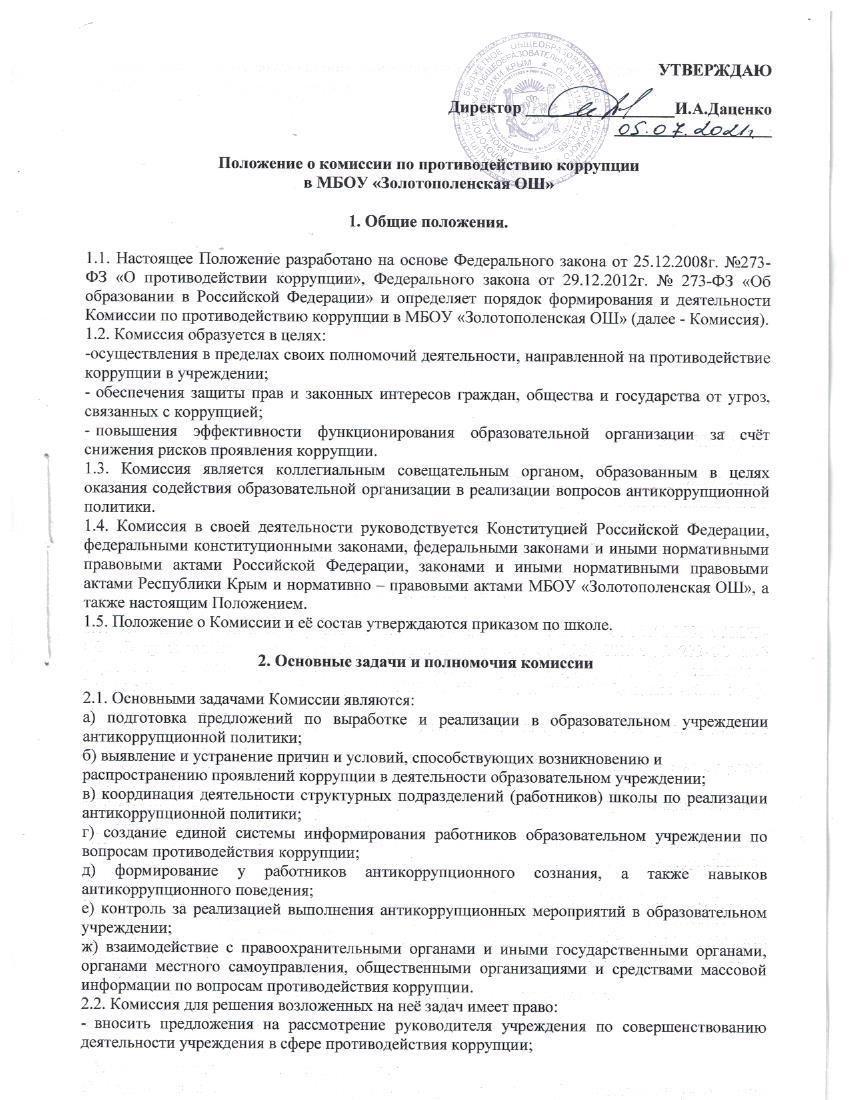 УТВЕРЖДАЮ
Директор И.А.Даценко
05.07.2021г
Положение о комиссии по противодействию коррупции
в МБОУ «Золотополенская ОШ»
1. Общие положения.
1.1. Настоящее Положение разработано на основе Федерального закона от 25.12.2008г. №273-
ФЗ «О противодействии коррупции», Федерального закона от 29.12.2012г. № 273-ФЗ «Об
образовании в Российской Федерации» и определяет порядок формирования и деятельности
Комиссии по противодействию коррупции в МБОУ «Золотополенская ОШ» (далее - Комиссия).
1.2. Комиссия образуется в целях:
-осуществления в пределах своих полномочий деятельности, направленной на противодействие
коррупции в учреждении;
- обеспечения защиты прав и законных интересов граждан, общества и государства от угроз,
связанных с коррупцией;
- повышения эффективности функционирования образовательной организации за счёт
снижения рисков проявления коррупции.
1.3. Комиссия является коллегиальным совещательным органом, образованным в целях
оказания содействия образовательной организации в реализации вопросов антикоррупционной
политики.
1.4. Комиссия в своей деятельности руководствуется Конституцией Российской Федерации,
федеральными конституционными законами, федеральными законами и иными нормативными
правовыми актами Российской Федерации, законами и иными нормативными правовыми
актами Республики Крым и нормативно – правовыми актами МБОУ «Золотополенская ОШ», а
также настоящим Положением.
1.5. Положение о Комиссии и её состав утверждаются приказом по школе.
2. Основные задачи и полномочия комиссии
2.1. Основными задачами Комиссии являются:
а) подготовка предложений по выработке и реализации в образовательном учреждении
антикоррупционной политики;
б) выявление и устранение причин и условий, способствующих возникновению и
распространению проявлений коррупции в деятельности образовательном учреждении;
в) координация деятельности структурных подразделений (работников) школы по реализации
антикоррупционной политики;
г) создание единой системы информирования работников образовательном учреждении по
вопросам противодействия коррупции;
д) формирование у работников антикоррупционного сознания, а также навыков
антикоррупционного поведения;
е) контроль за реализацией выполнения антикоррупционных мероприятий в образовательном
учреждении;
ж) взаимодействие с правоохранительными органами и иными государственными органами,
органами местного самоуправления, общественными организациями и средствами массовой
информации по вопросам противодействия коррупции.
2.2. Комиссия для решения возложенных на неё задач имеет право:
- вносить предложения на рассмотрение руководителя учреждения по совершенствованию
деятельности учреждения в сфере противодействия коррупции;